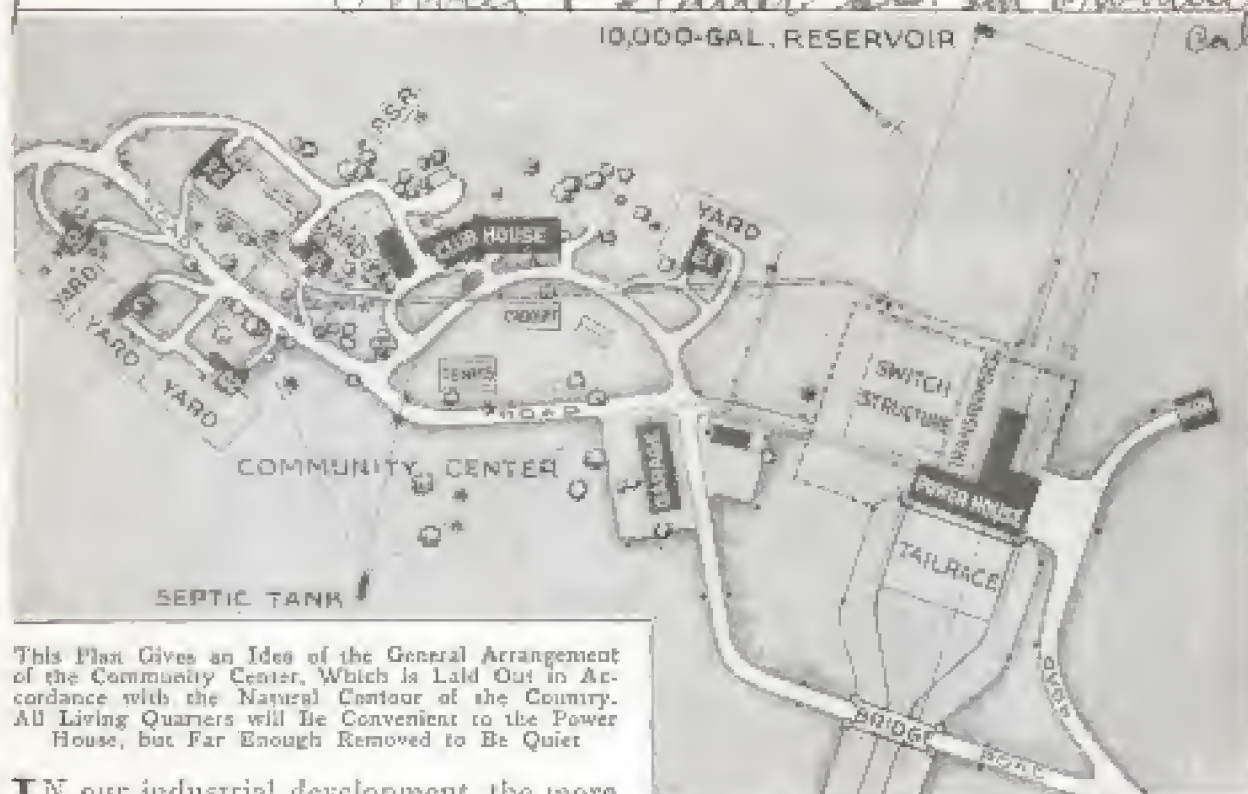 10,000-GAL. RESERVOIR
YARD
CLUB HOUSE
YARD
YARD
YARD
YARD
CROQUET
TENNIS
ROAD
SWITCH
STRUCTURE
TRANSFORMERS
COMMUNITY CENTER
POWER HOUSE
TAILRACE
SEPTIC TANK
ROAD
BRIDGE
ROAD
This Plan Gives an Idea of the General Arrangement
of the Community Center, Which is Laid Out in Ac-
cordance with the Natural Contour of the Country.
All Living Quarters will Be Convenient to the Power
House, but Far Enough Removed to Be Quiet
IN our industrial development, the more